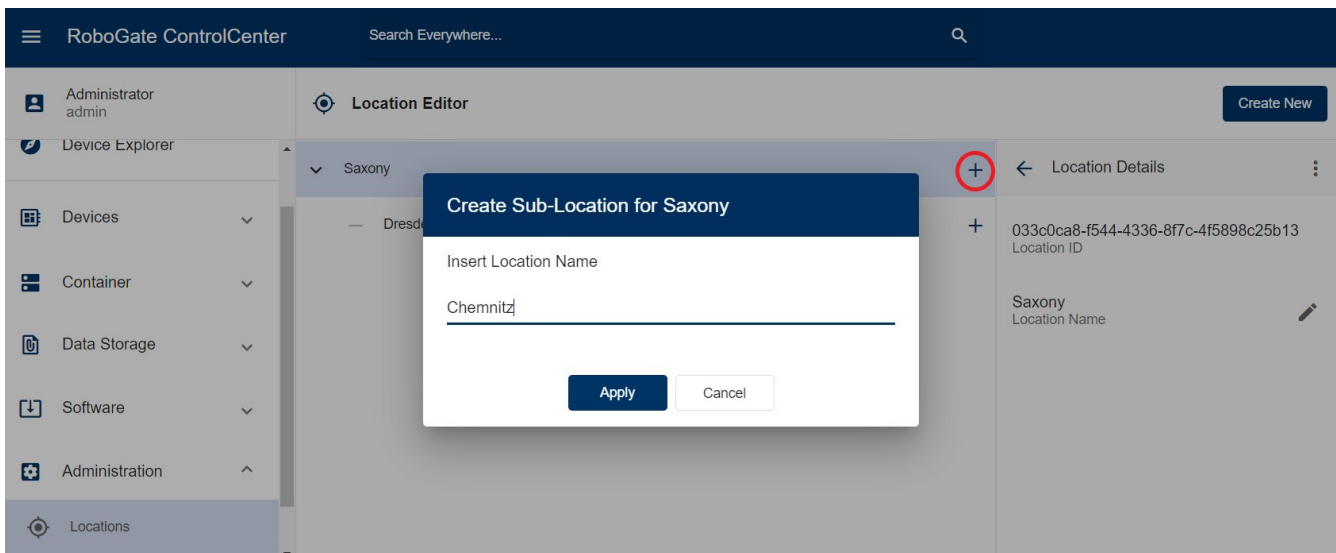 RoboGate ControlCenter
Search Everywhere...
Administrator
admin
Location Editor
Create New
Device Explorer
Devices
Container
Data Storage
Software
Administration
Locations
Saxony
Create Sub-Location for Saxony
Insert Location Name
Chemnitz
Apply
Cancel
Location Details
033c0ca8-f544-4336-8f7c-4f5898c25b13
Location ID
Saxony
Location Name